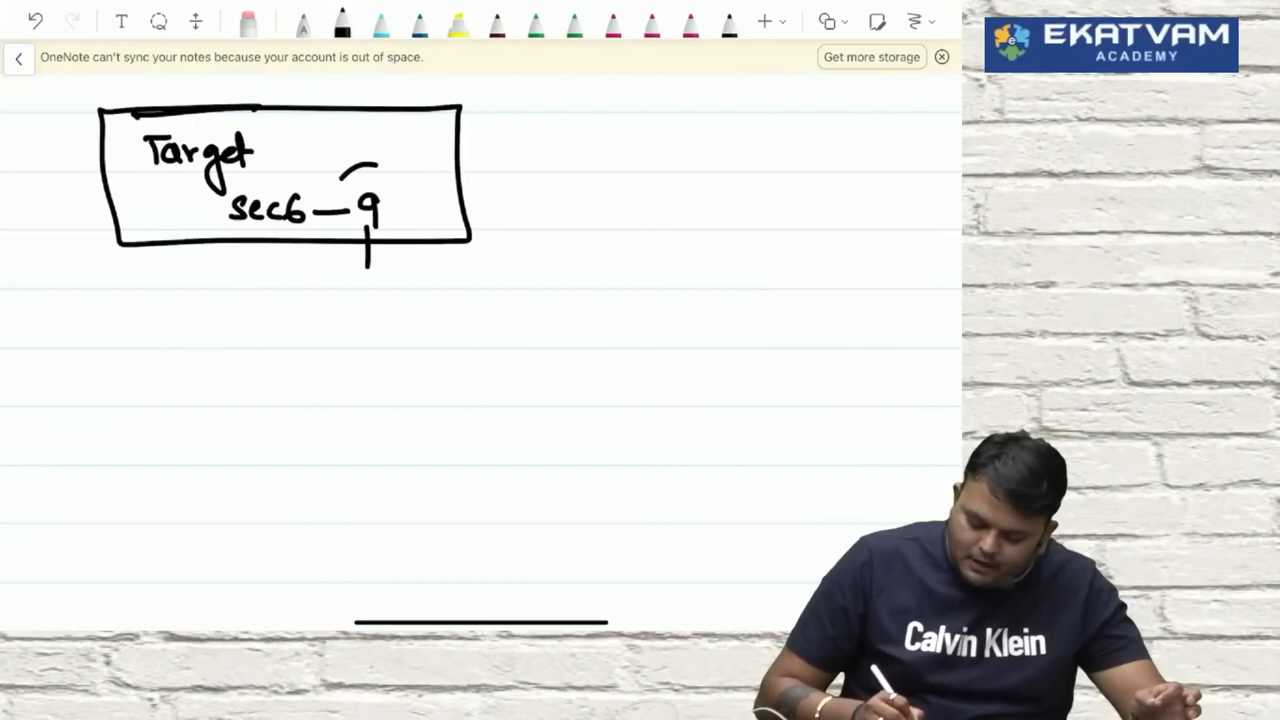 EKATVAM
ACADEMY
OneNote can't sync your notes because your account is out of space.
Get more storage
Target
sec6 — 9
Calvin Klein